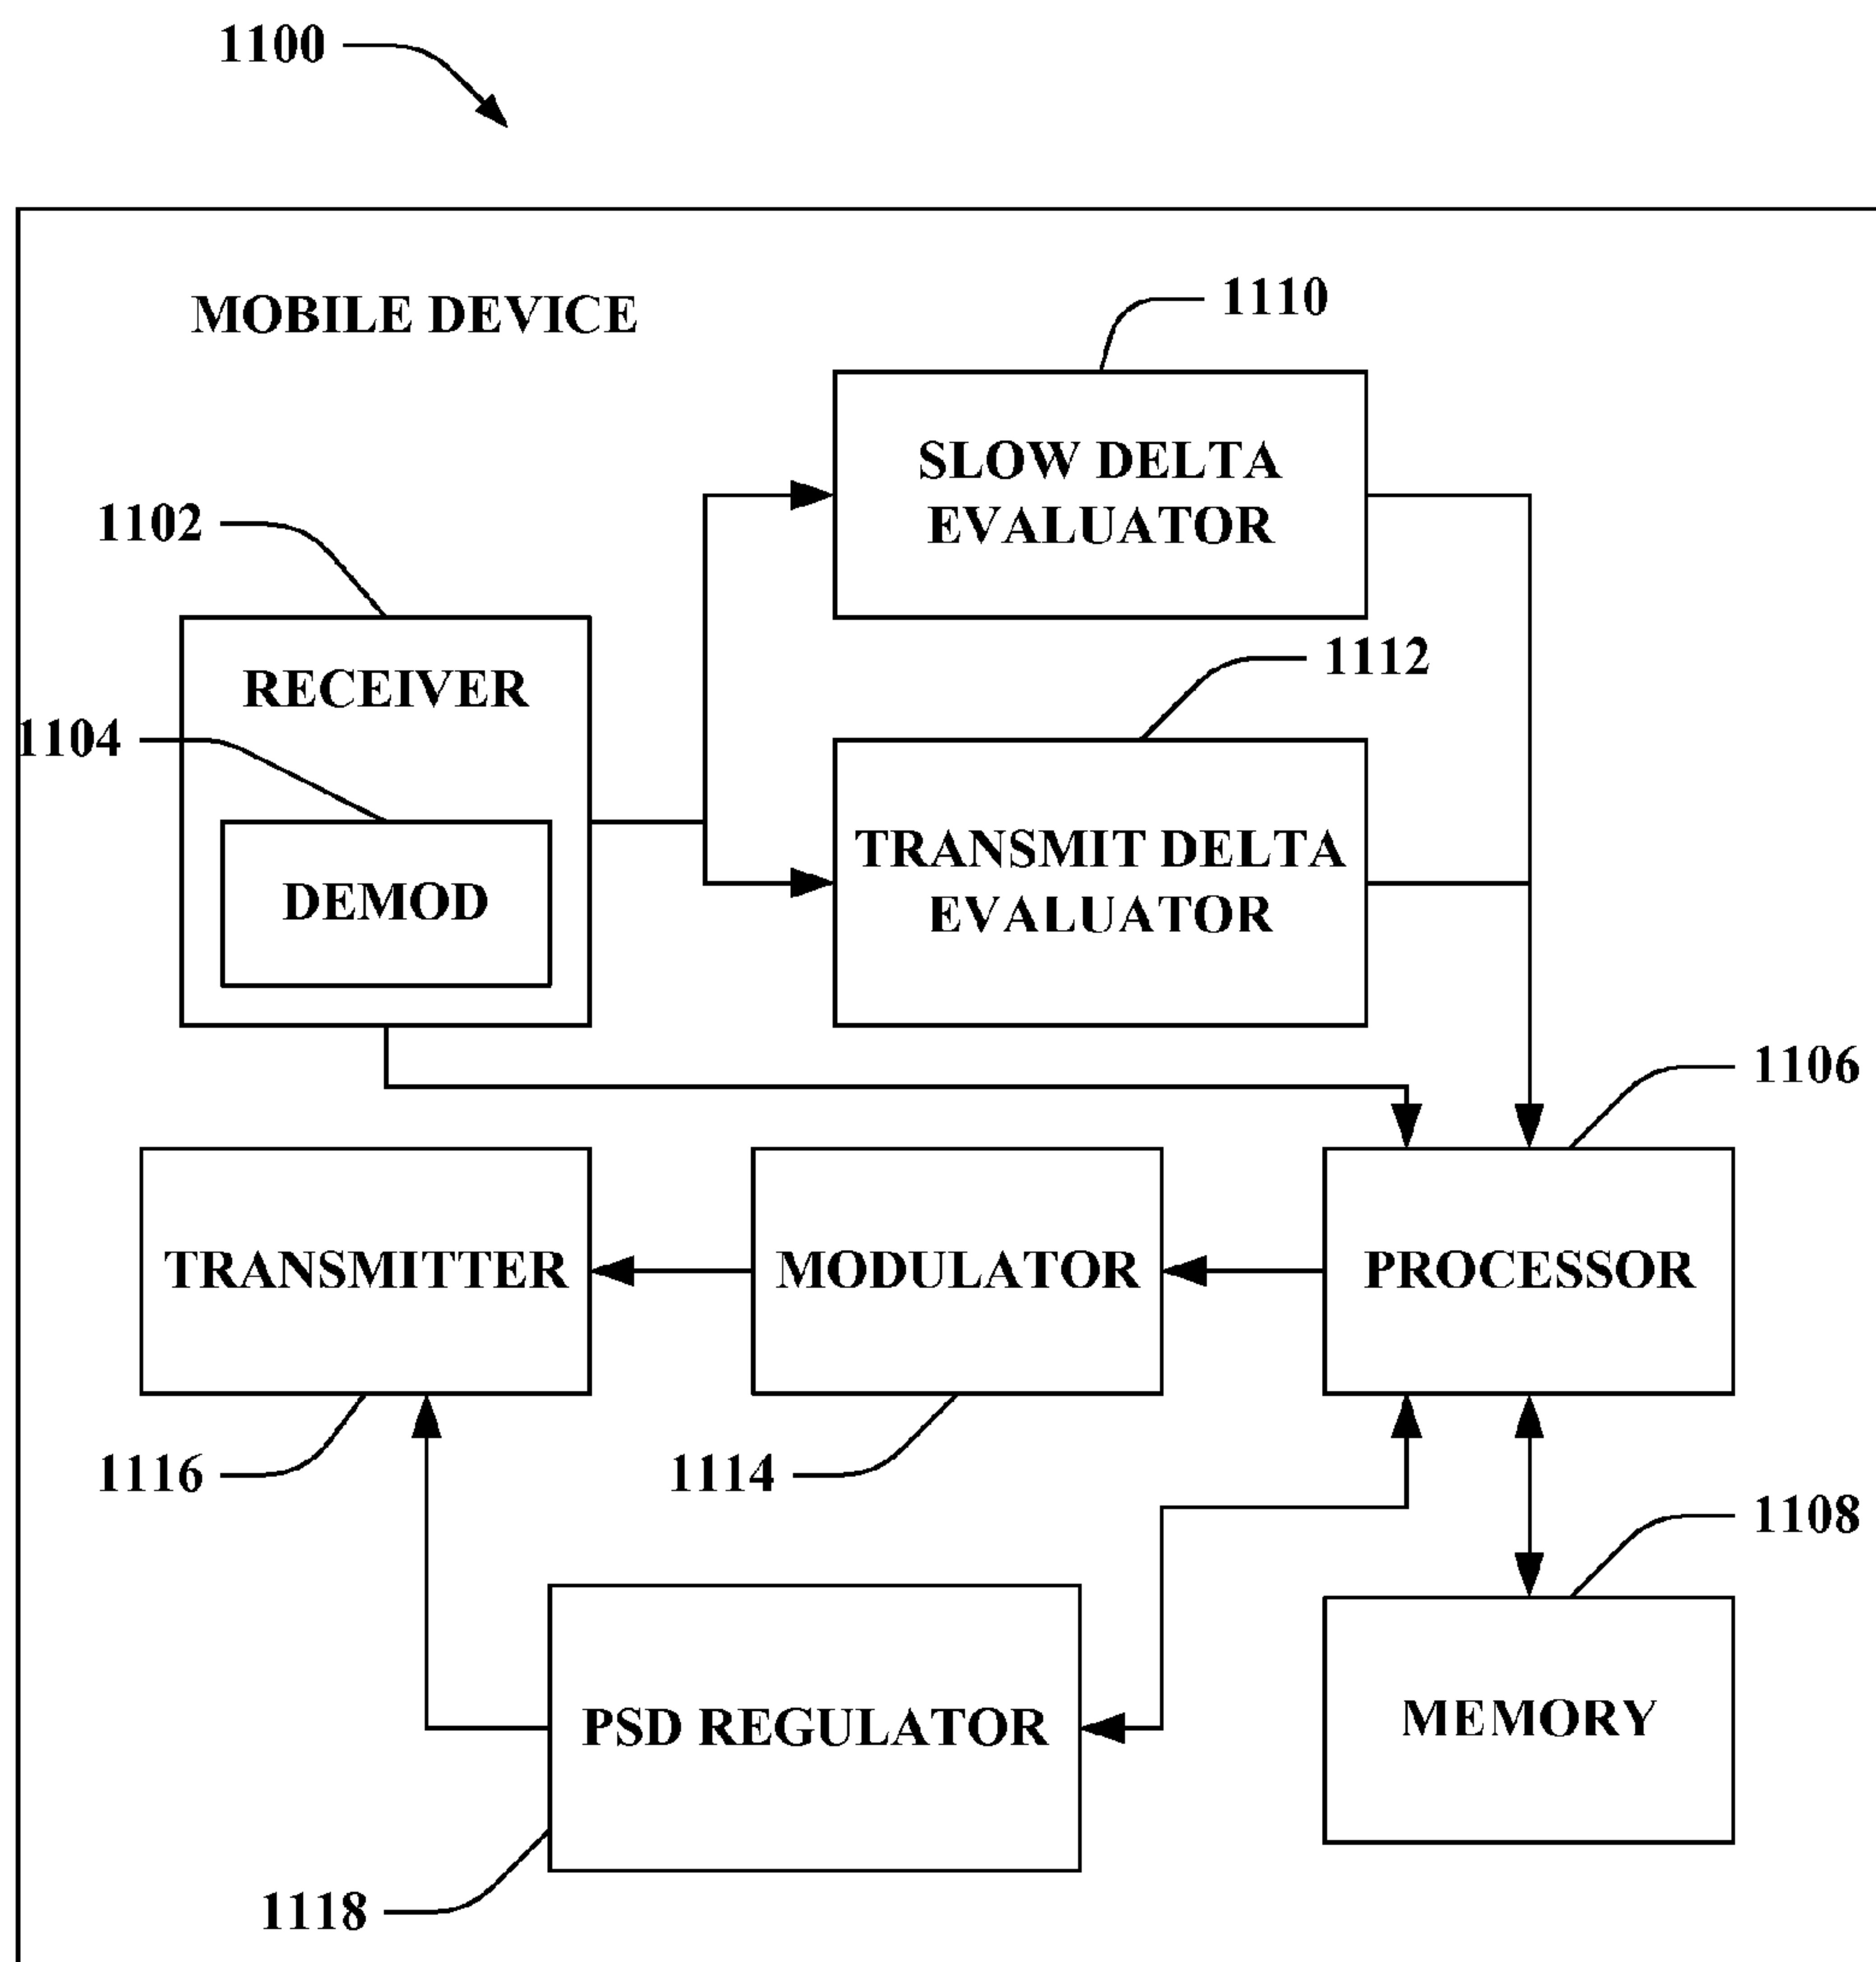 1100
MOBILE DEVICE
1110
SLOW DELTA
EVALUATOR
1102
1112
RECEIVER
1104
DEMOD
TRANSMIT DELTA
EVALUATOR
1106
TRANSMITTER
MODULATOR
PROCESSOR
1116
1114
1108
PSD REGULATOR
MEMORY
1118